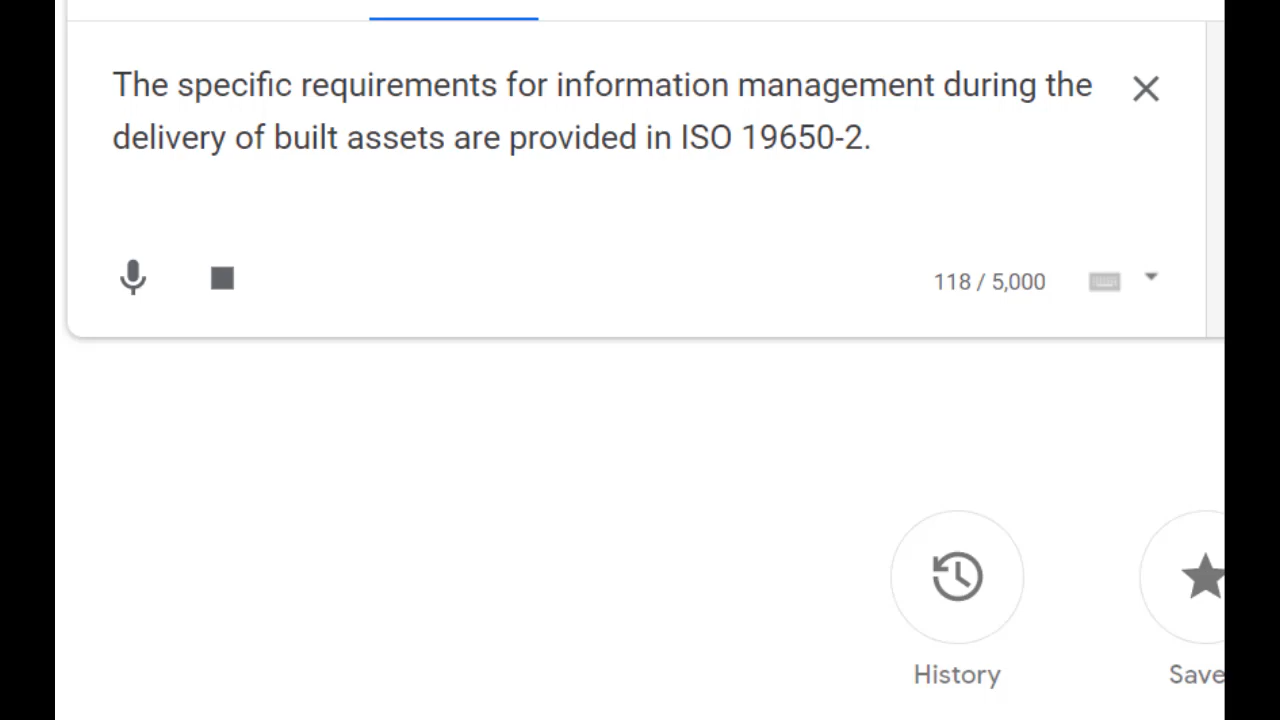 The specific requirements for information management during the
delivery of built assets are provided in ISO 19650-2.
118 / 5,000
History
Save